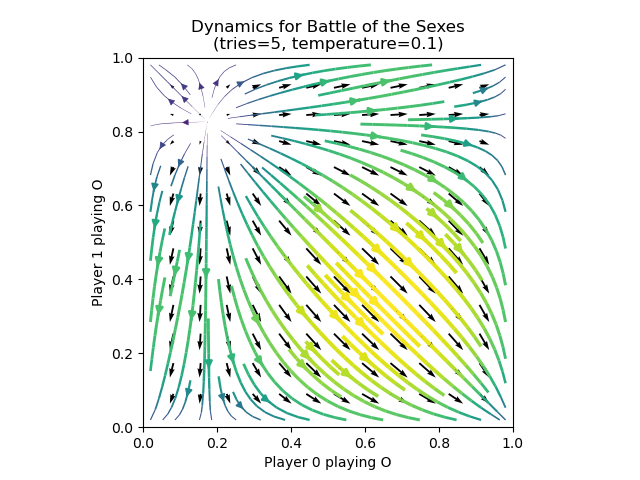 Dynamics for Battle of the Sexes
(tries=5, temperature=0.1)
1.0
0.8
0.6
0.4
0.2
0.0
Player 1 playing O
0.0 0.2 0.4 0.6 0.8 1.0
Player 0 playing O